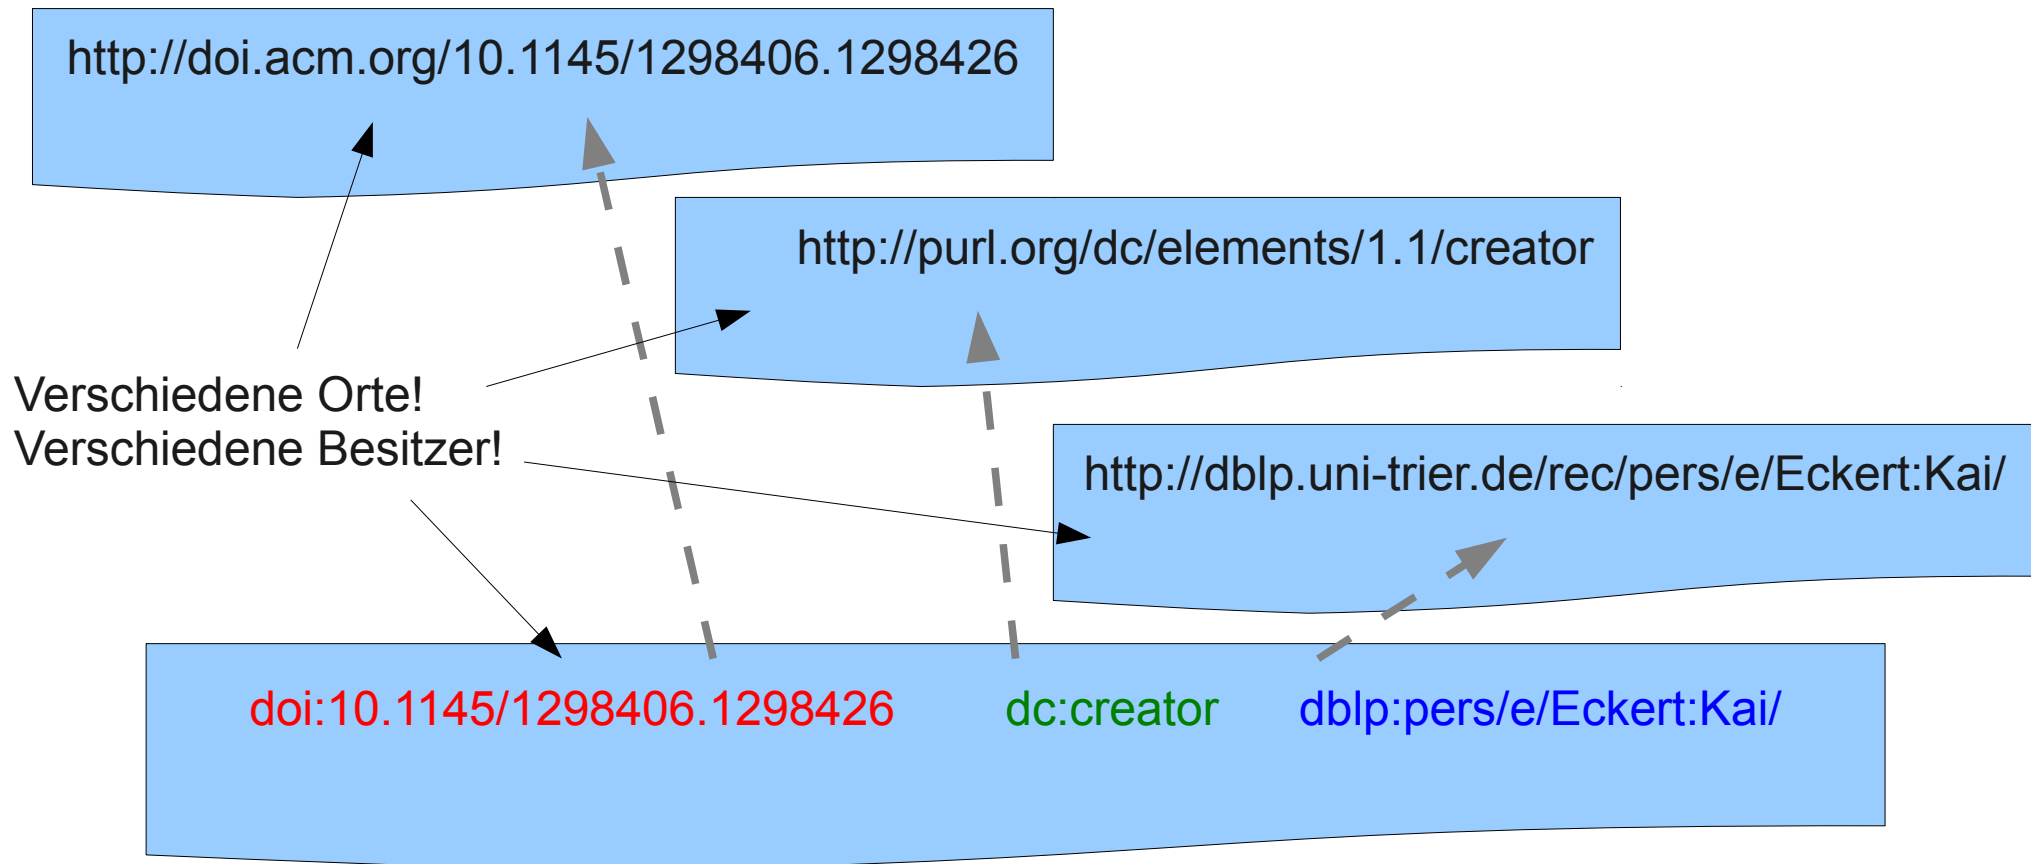 http://doi.acm.org/10.1145/1298406.1298426
http://purl.org/dc/elements/1.1/creator
Verschiedene Orte!
Verschiedene Besitzer!
http://dblp.uni-trier.de/rec/pers/e/Eckert:Kai/
doi:10.1145/1298406.1298426 dc:creator dblp:pers/e/Eckert:Kai/